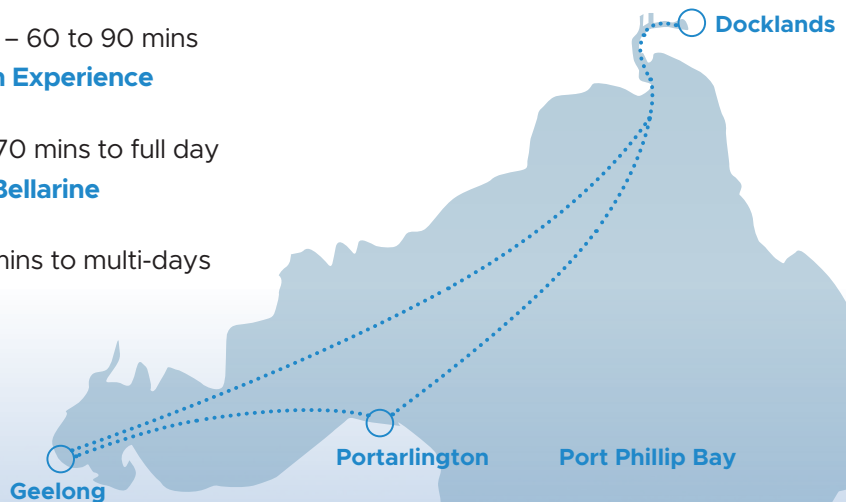 – 60 to 90 mins
Experience
70 mins to full day
Bellarine
mins to multi-days
Docklands
Portarlington
Port Phillip Bay
Geelong